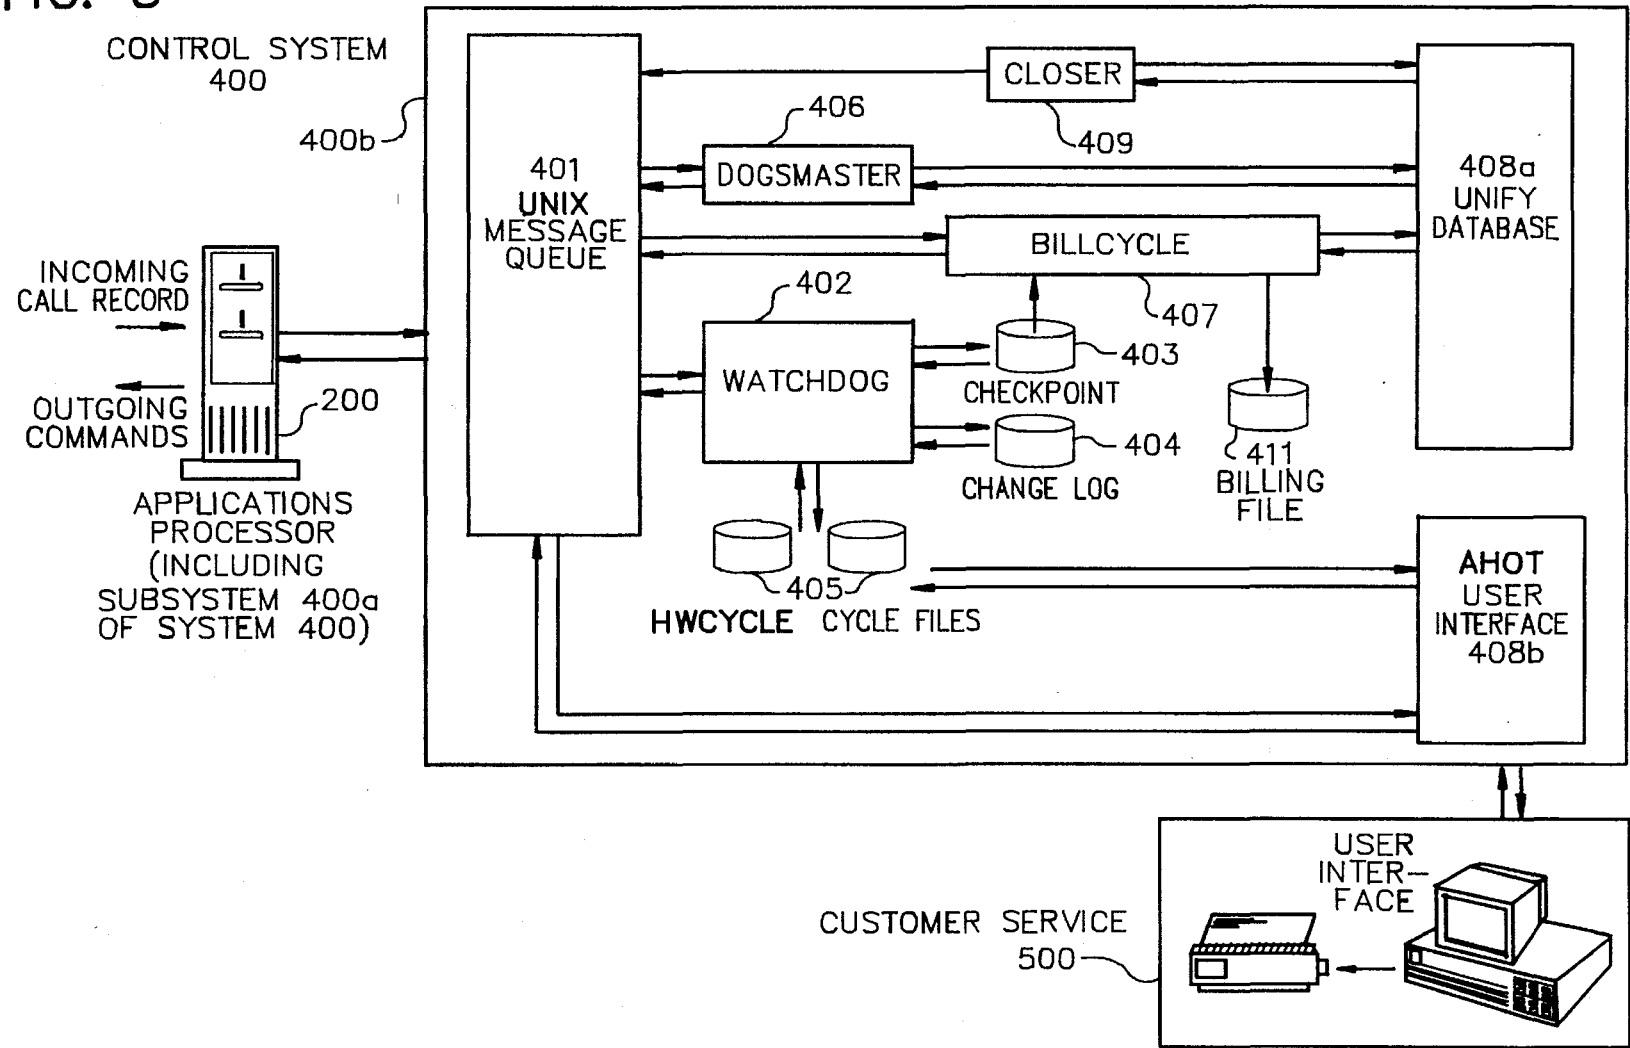 CONTROL SYSTEM
400
400b
401
UNIX
MESSAGE
QUEUE
CLOSER
409
406
DOGSMASTER
408a
UNIFY
DATABASE
BILLCYCLE
407
402
WATCHDOG
403
CHECKPOINT
404
CHANGE LOG
411
BILLING
FILE
405
HWCYCLE CYCLE FILES
AHOT
USER
INTERFACE
408b
INCOMING
CALL RECORD
OUTGOING
COMMANDS
200
APPLICATIONS
PROCESSOR
(INCLUDING
SUBSYSTEM 400a
OF SYSTEM 400)
CUSTOMER SERVICE
500
USER
INTER-
FACE